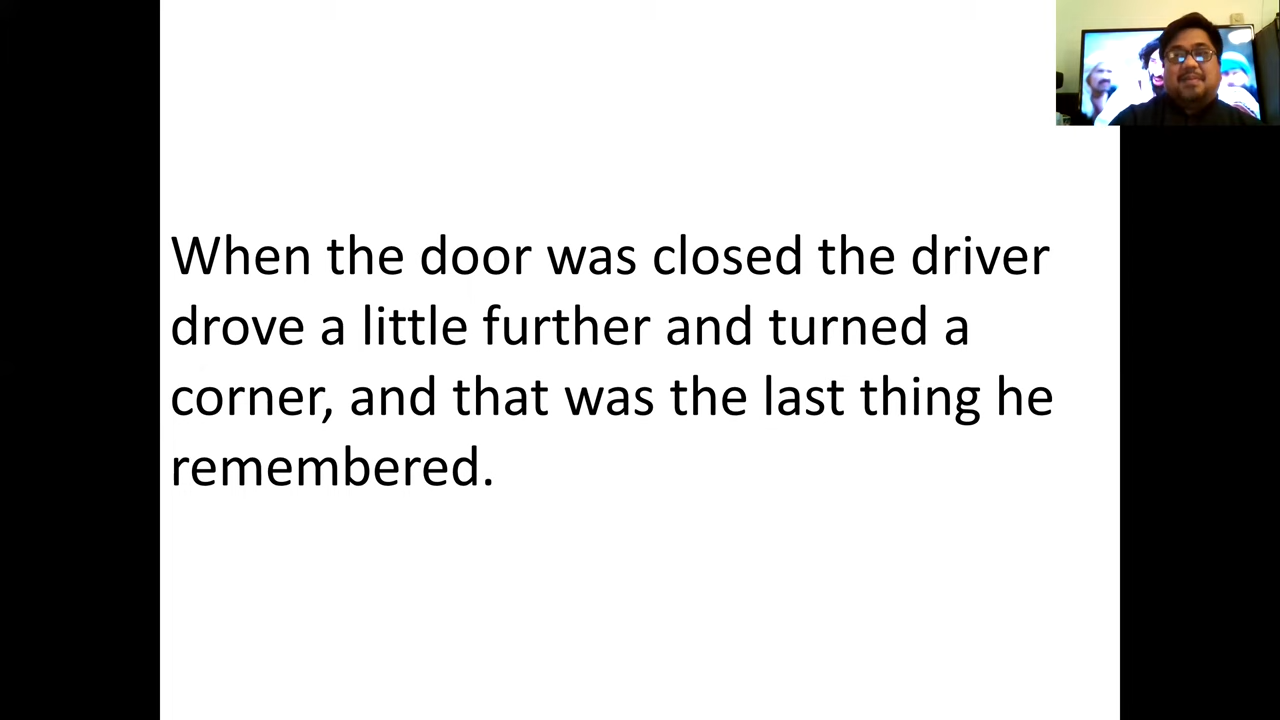 When the door was closed the driver
drove a little further and turned a
corner, and that was the last thing he
remembered.